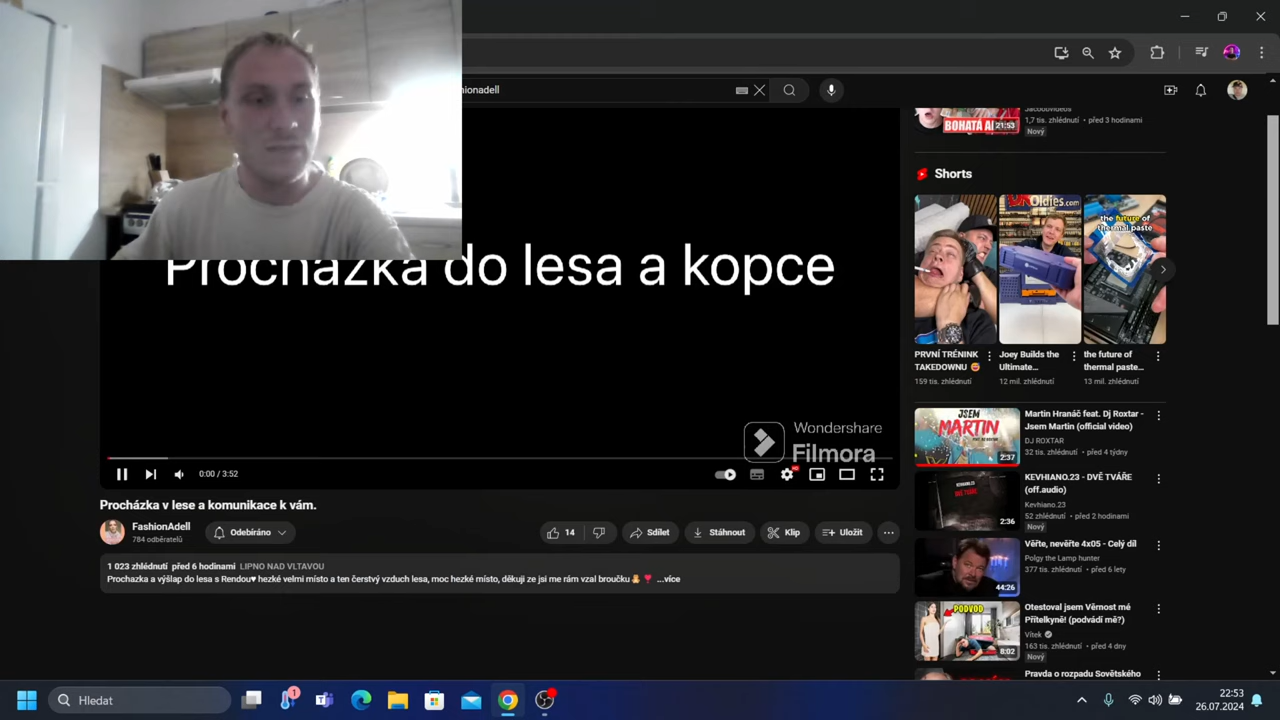 hionadell
Procházka do lesa a kopce
Wondershare
Filmora
0:00 / 3:52
Procházka v lese a komunikace k vám.
FashionAdell
784 odběratelů
Odebíráno
14
Sdílet
Stáhnout
Klip
Uložit
1 023 zhlédnutí před 6 hodinami LIPNO NAD VLTAVOU
Prochazka a výšlap do lesa s Rendou♥ hezké velmi místo a ten čerstvý vzduch lesa, moc hezké místo, děkuji ze jsi me rám vzal broučku ...více
BOHATÁ
21:53
1,7 tis. zhlédnutí • před 3 hodinami
Nový
Shorts
Oldies.com
the future of
thermal paste
PRVNÍ TRÉNINK
TAKEDOWNU
159 tis. zhlédnutí
Joey Builds the
Ultimate…
12 mil. zhlédnutí
the future of
thermal paste…
13 mil. zhlédnutí
JSEM
MARTIN
2:37
Martin Hranáč feat. Dj Roxtar -
Jsem Martin (official video)
DJ ROXTAR
32 tis. zhlédnutí • před 4 týdny
2:36
KEVHIANO.23 - DVĚ TVÁŘE
(off.audio)
Kevhiano.23
52 zhlédnutí • před 2 hodinami
Nový
44:26
Věřte, nevěřte 4x05 - Celý díl
Polgy the Lamp hunter
377 tis. zhlédnutí • před 6 lety
PODVOD
8:02
Otestoval jsem Věrnost mé
Přítelkyně! (podvádí mě?)
Vítek
163 tis. zhlédnutí • před 4 dny
Nový
Pravda o rozpadu Sovětského
Hledat
1
22:53
26.07.2024